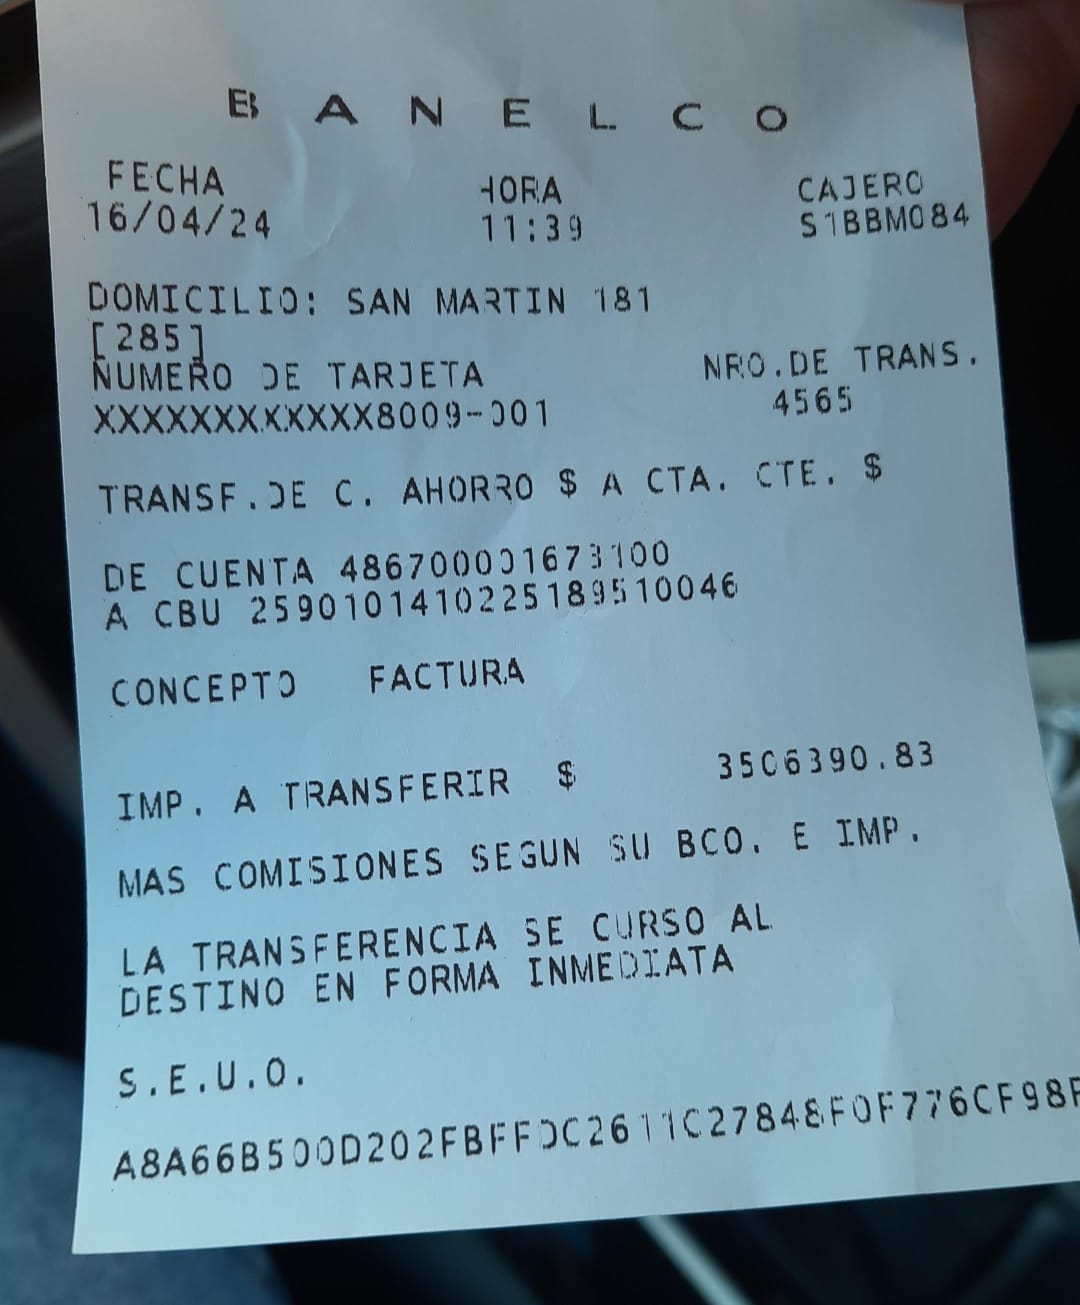 BANELCO
FECHA HORA CAJERO
16/04/24 11:39 S1BBM084
DOMICILIO: SAN MARTIN 181
[285]
NUMERO DE TARJETA NRO.DE TRANS.
XXXXXXXXXXXX8009-001 4565
TRANSF.DE C. AHORRO $ A CTA. CTE. $
DE CUENTA 486700001673100
A CBU 2590101410225189510046
CONCEPTO FACTURA
IMP. A TRANSFERIR $ 3506390.83
MAS COMISIONES SEGUN SU BCO. E IMP.
LA TRANSFERENCIA SE CURSO AL
DESTINO EN FORMA INMEDIATA
S.E.U.O.